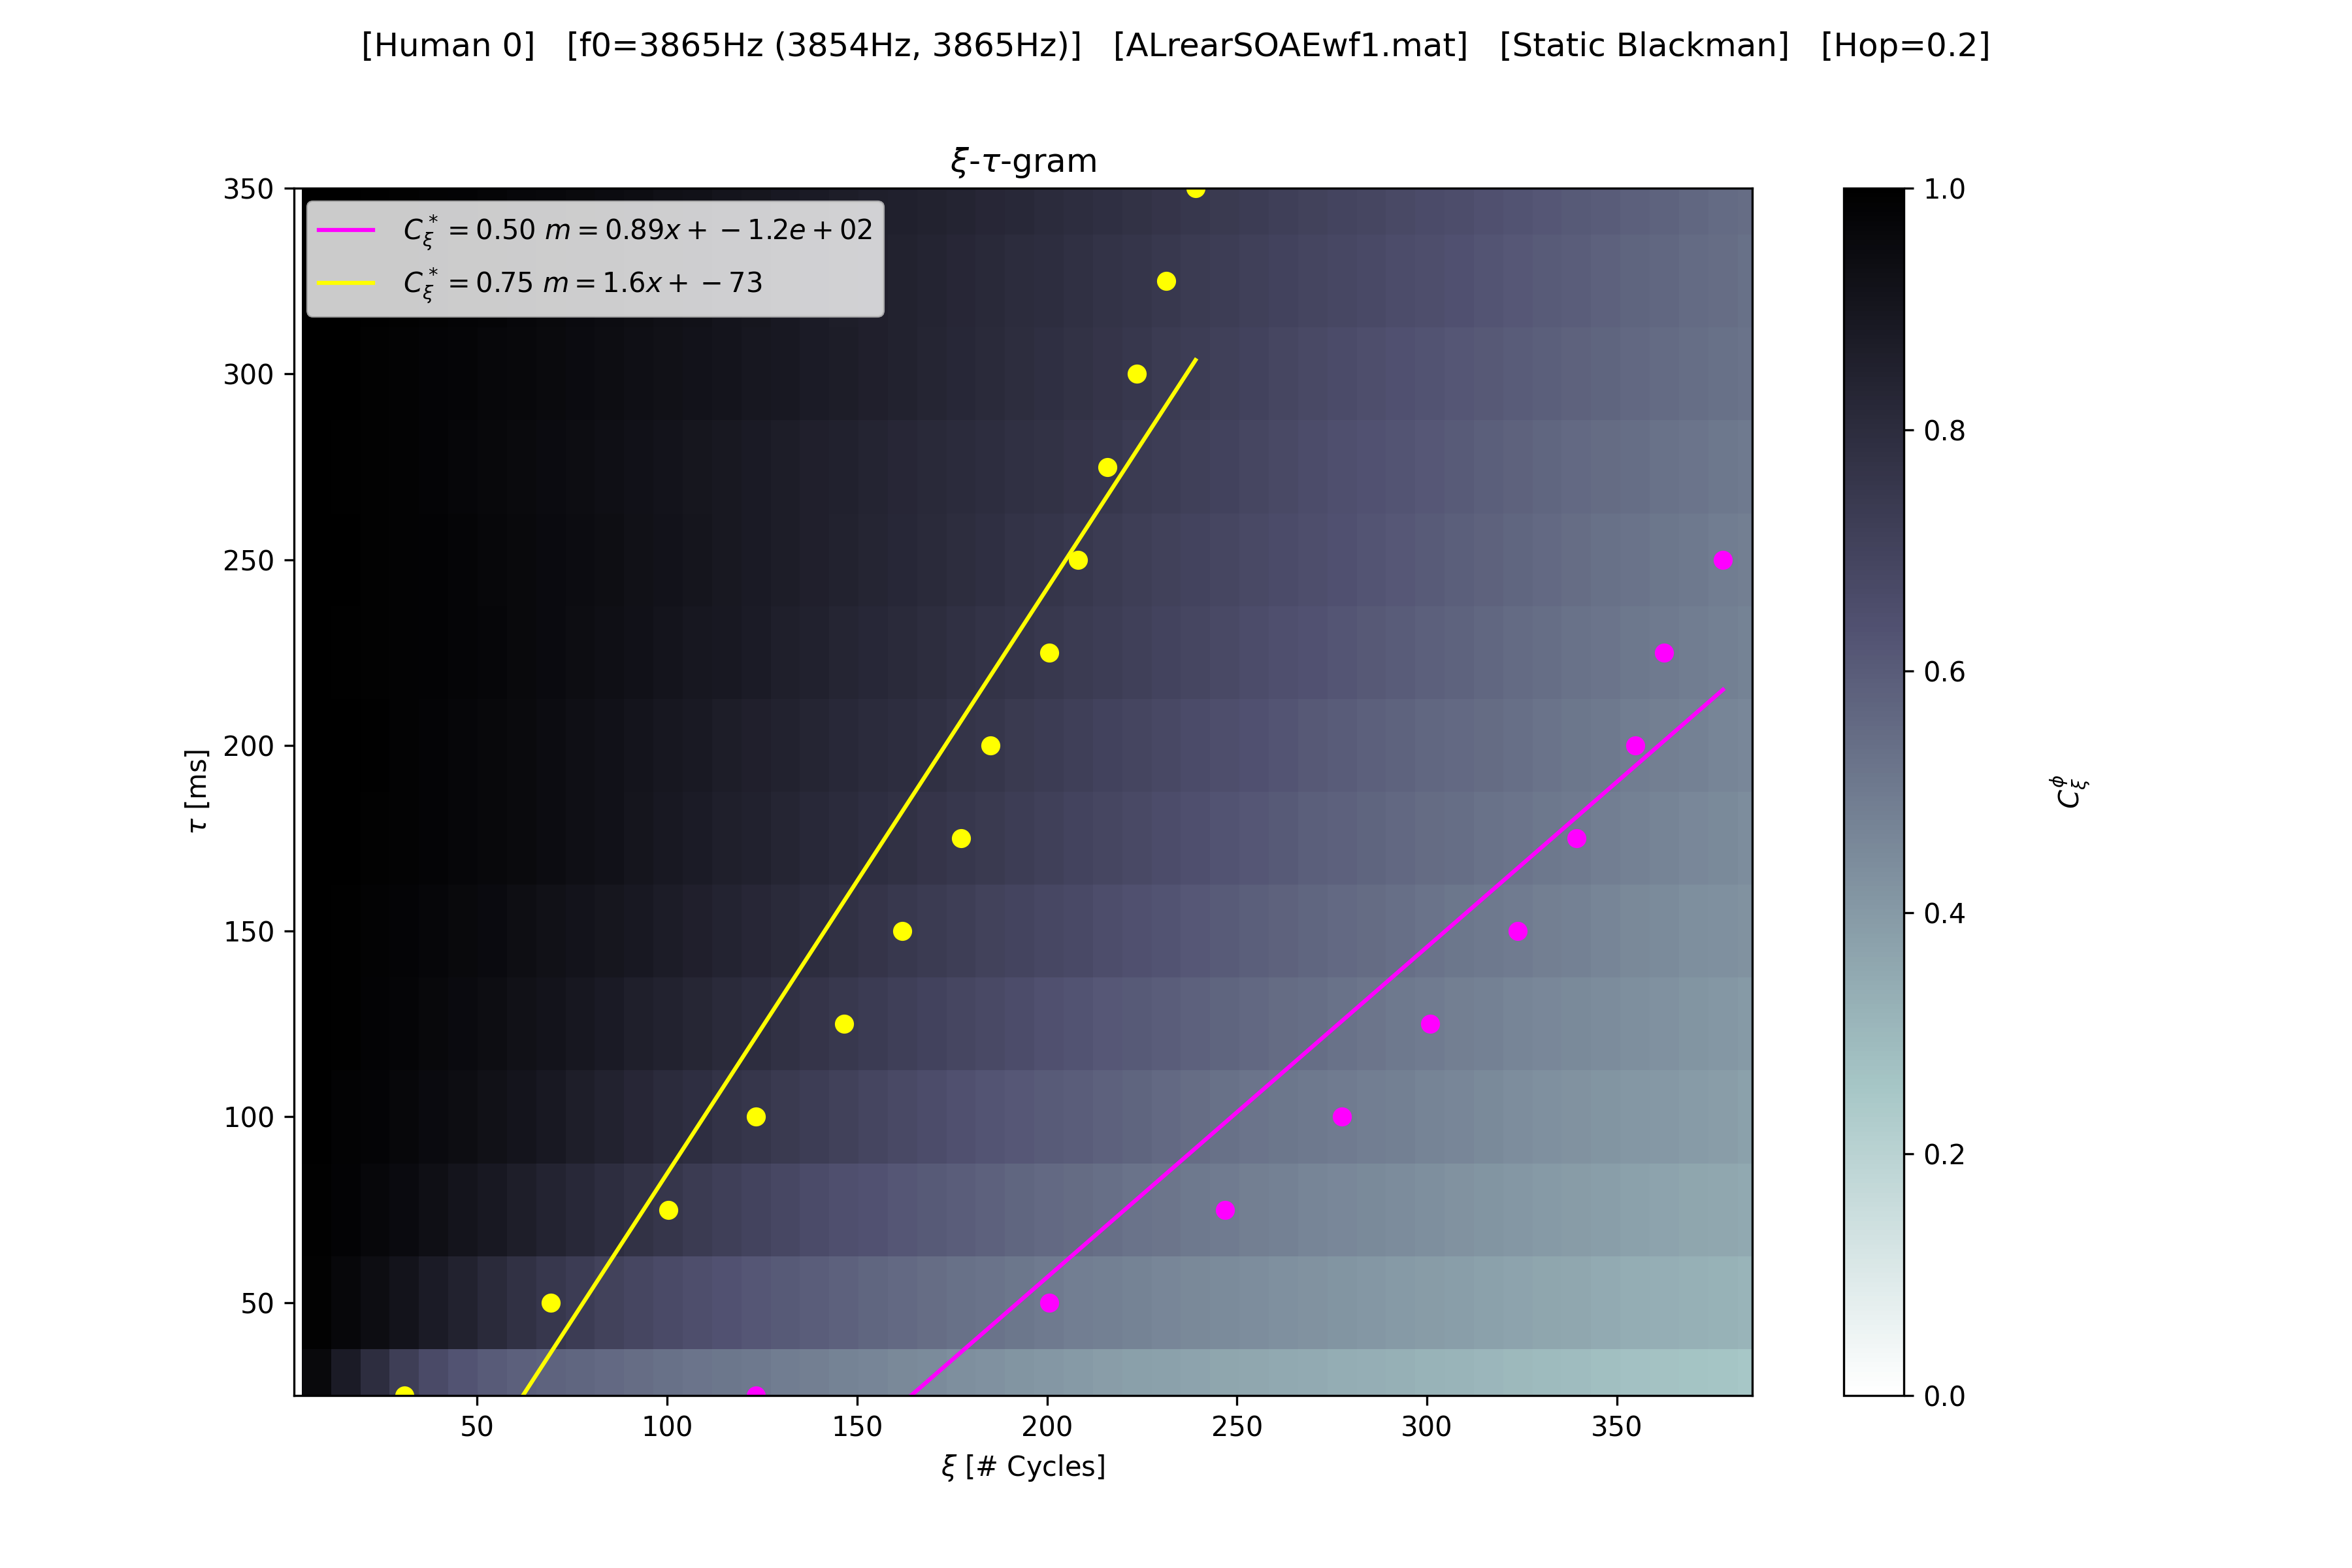 [Human 0]   [f0=3865Hz (3854Hz, 3865Hz)]   [ALrearSOAEwf1.mat]   [Static Blackman]   [Hop=0.2]
ξ-τ-gram
C*ξ = 0.50 m = 0.89x + −1.2e + 02
C*ξ = 0.75 m = 1.6x + −73
350
300
250
200
150
100
50
τ [ms]
50 100 150 200 250 300 350
ξ [# Cycles]
1.0
0.8
0.6
0.4
0.2
0.0
Cϕξ